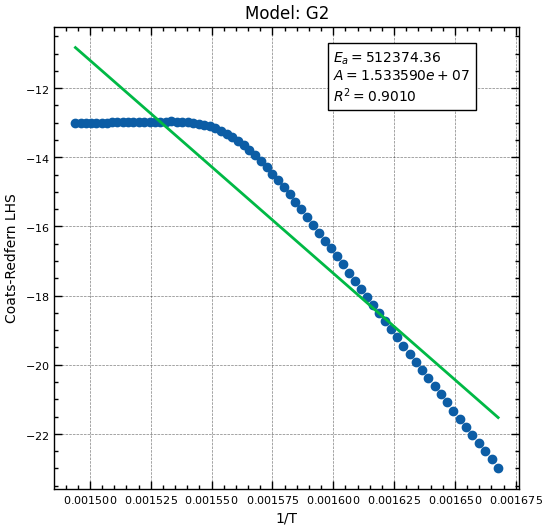 Model: G2
E_a = 512374.36
A = 1.533590e + 07
R^2 = 0.9010
Coats-Redfern LHS
−12
−14
−16
−18
−20
−22
0.001500 0.001525 0.001550 0.001575 0.001600 0.001625 0.001650 0.001675
1/T